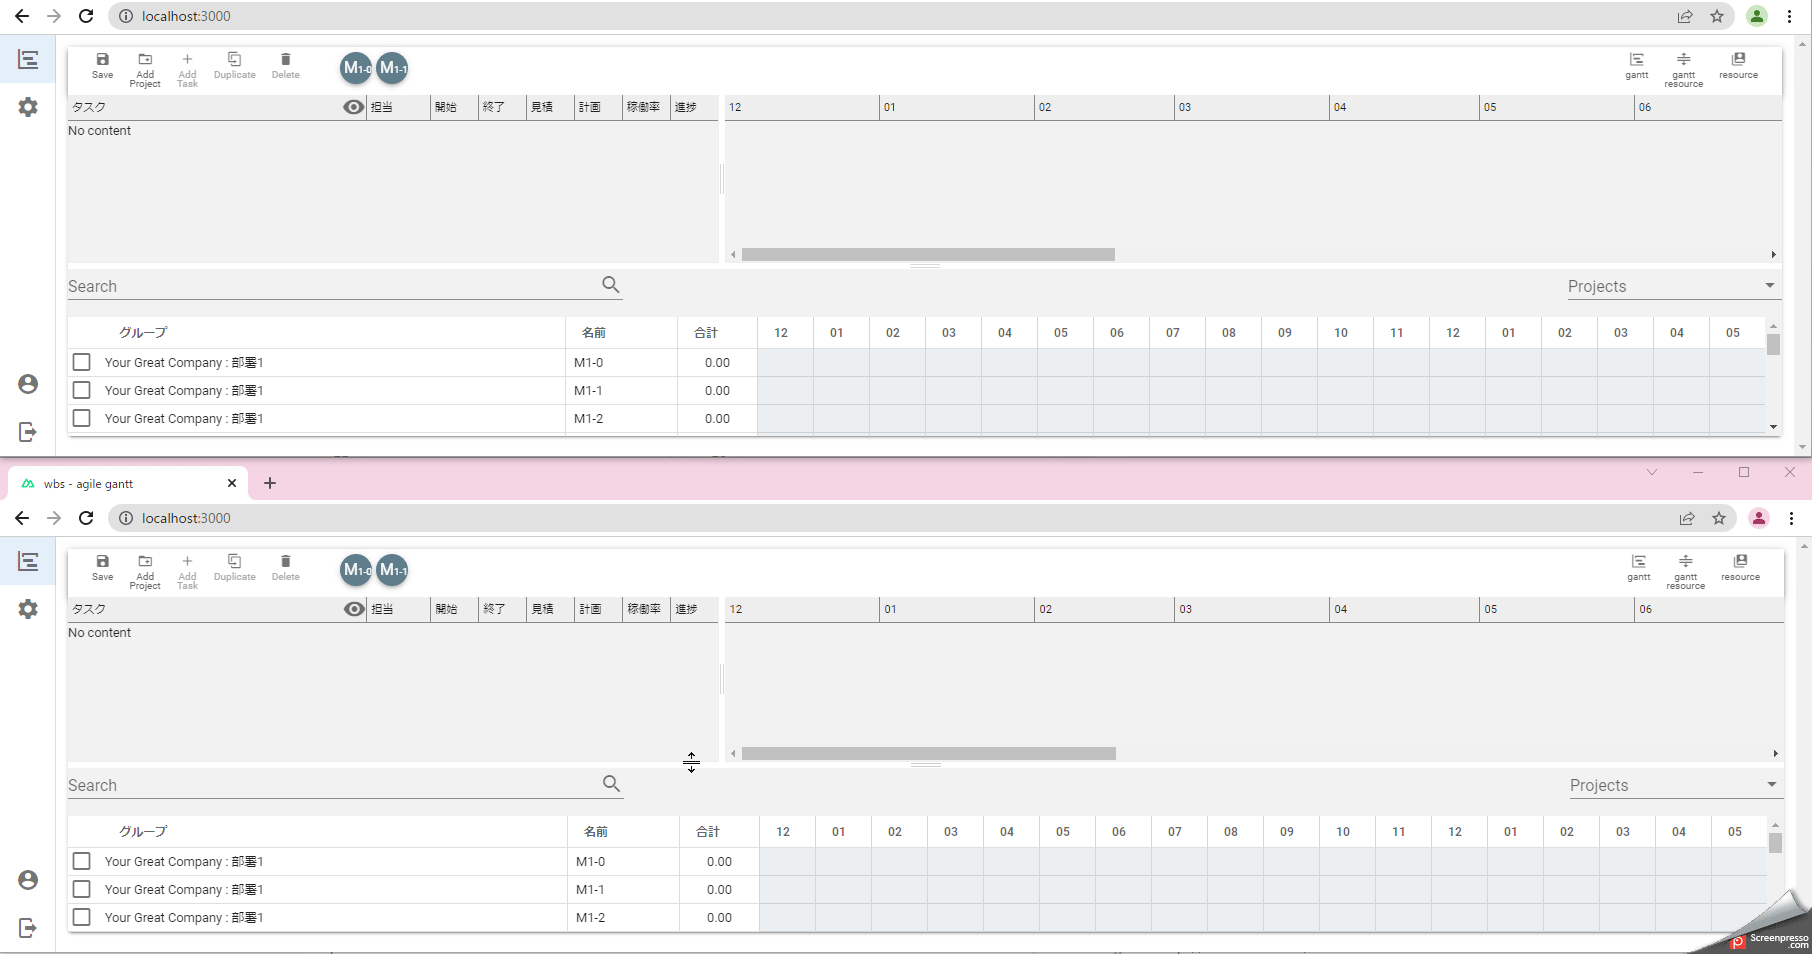 localhost:3000
Save
Add Project
Add Task
Duplicate
Delete
M1-0 M1-1
gantt
gantt resource
resource
タスク 担当 開始 終了 見積 計画 稼働率 進捗 12 01 02 03 04 05 06
No content
Search
Projects
グループ 名前 合計 12 01 02 03 04 05 06 07 08 09 10 11 12 01 02 03 04 05
Your Great Company : 部署1 M1-0 0.00
Your Great Company : 部署1 M1-1 0.00
Your Great Company : 部署1 M1-2 0.00
wbs - agile gantt
localhost:3000
Save
Add Project
Add Task
Duplicate
Delete
M1-0 M1-1
gantt
gantt resource
resource
タスク 担当 開始 終了 見積 計画 稼働率 進捗 12 01 02 03 04 05 06
No content
Search
Projects
グループ 名前 合計 12 01 02 03 04 05 06 07 08 09 10 11 12 01 02 03 04 05
Your Great Company : 部署1 M1-0 0.00
Your Great Company : 部署1 M1-1 0.00
Your Great Company : 部署1 M1-2 0.00
Screenpresso
.com